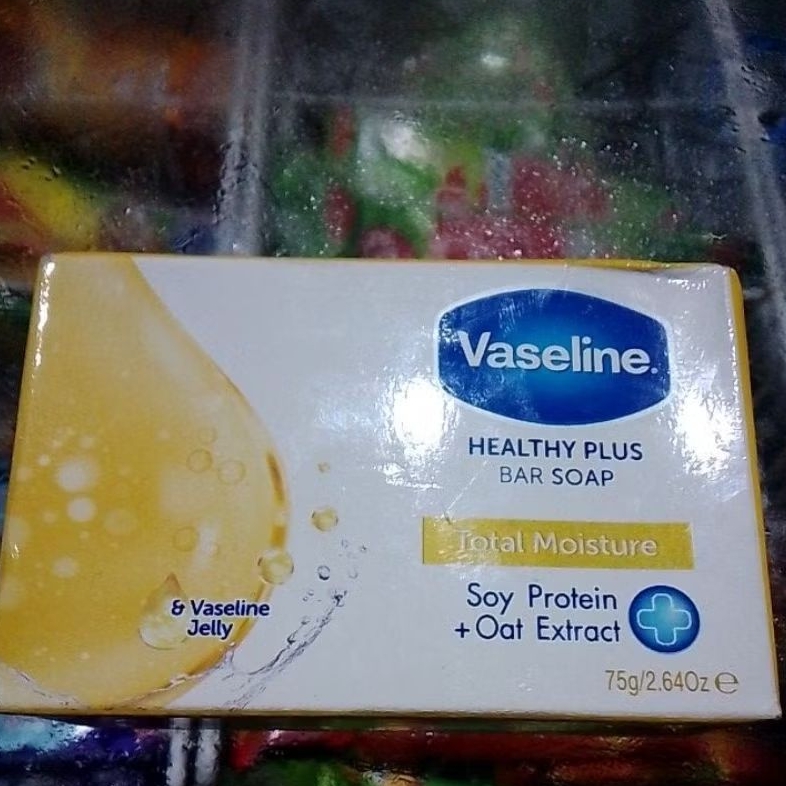 Vaseline.
HEALTHY PLUS
BAR SOAP
Total Moisture
Soy Protein
+Oat Extract
& Vaseline
Jelly
75g/2.64Oz e